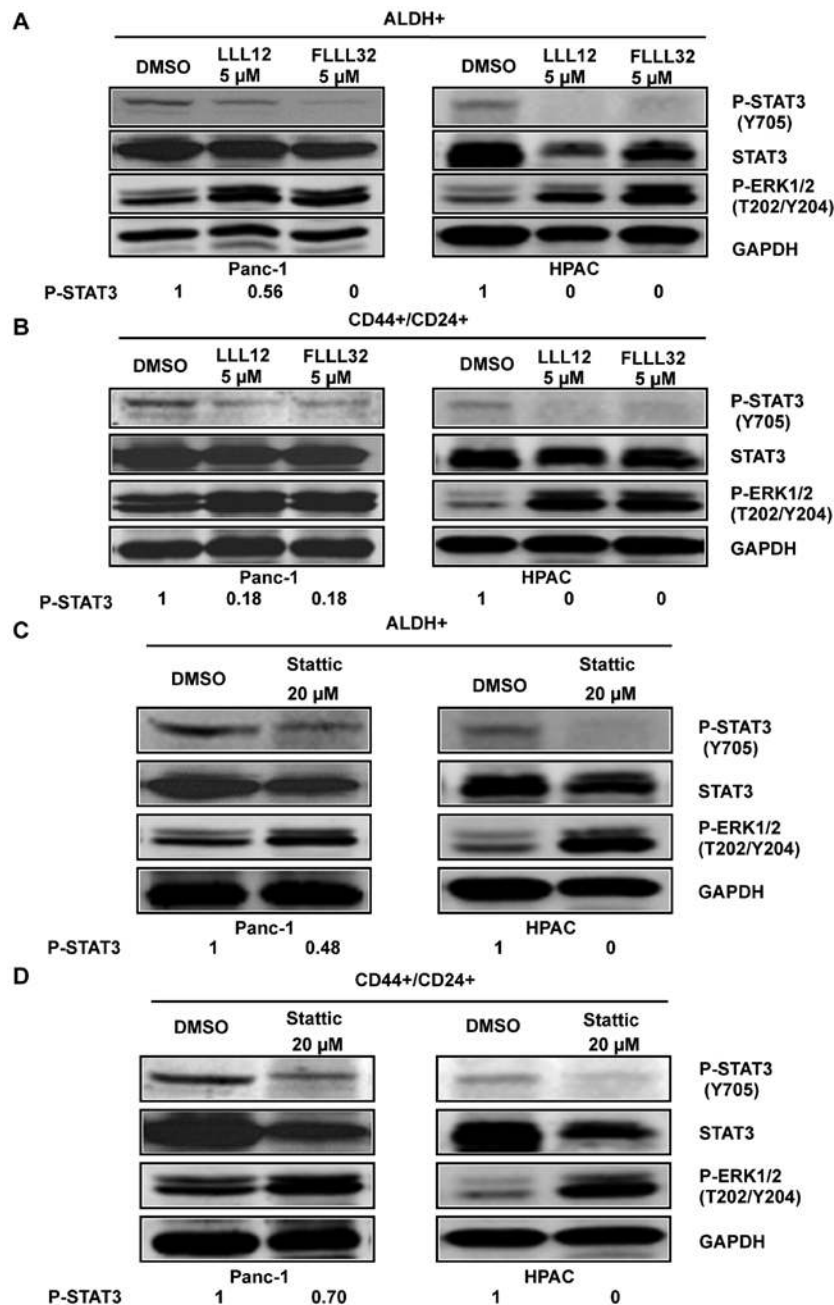 A
ALDH+
DMSO LLL12 5 µM FLLL32 5 µM DMSO LLL12 5 µM FLLL32 5 µM
P-STAT3 (Y705)
STAT3
P-ERK1/2 (T202/Y204)
GAPDH
Panc-1 HPAC
P-STAT3 1 0.56 0 1 0 0
B
CD44+/CD24+
DMSO LLL12 5 µM FLLL32 5 µM DMSO LLL12 5 µM FLLL32 5 µM
P-STAT3 (Y705)
STAT3
P-ERK1/2 (T202/Y204)
GAPDH
Panc-1 HPAC
P-STAT3 1 0.18 0.18 1 0 0
C
ALDH+
DMSO Stattic 20 µM DMSO Stattic 20 µM
P-STAT3 (Y705)
STAT3
P-ERK1/2 (T202/Y204)
GAPDH
Panc-1 HPAC
P-STAT3 1 0.48 1 0
D
CD44+/CD24+
DMSO Stattic 20 µM DMSO Stattic 20 µM
P-STAT3 (Y705)
STAT3
P-ERK1/2 (T202/Y204)
GAPDH
Panc-1 HPAC
P-STAT3 1 0.70 1 0